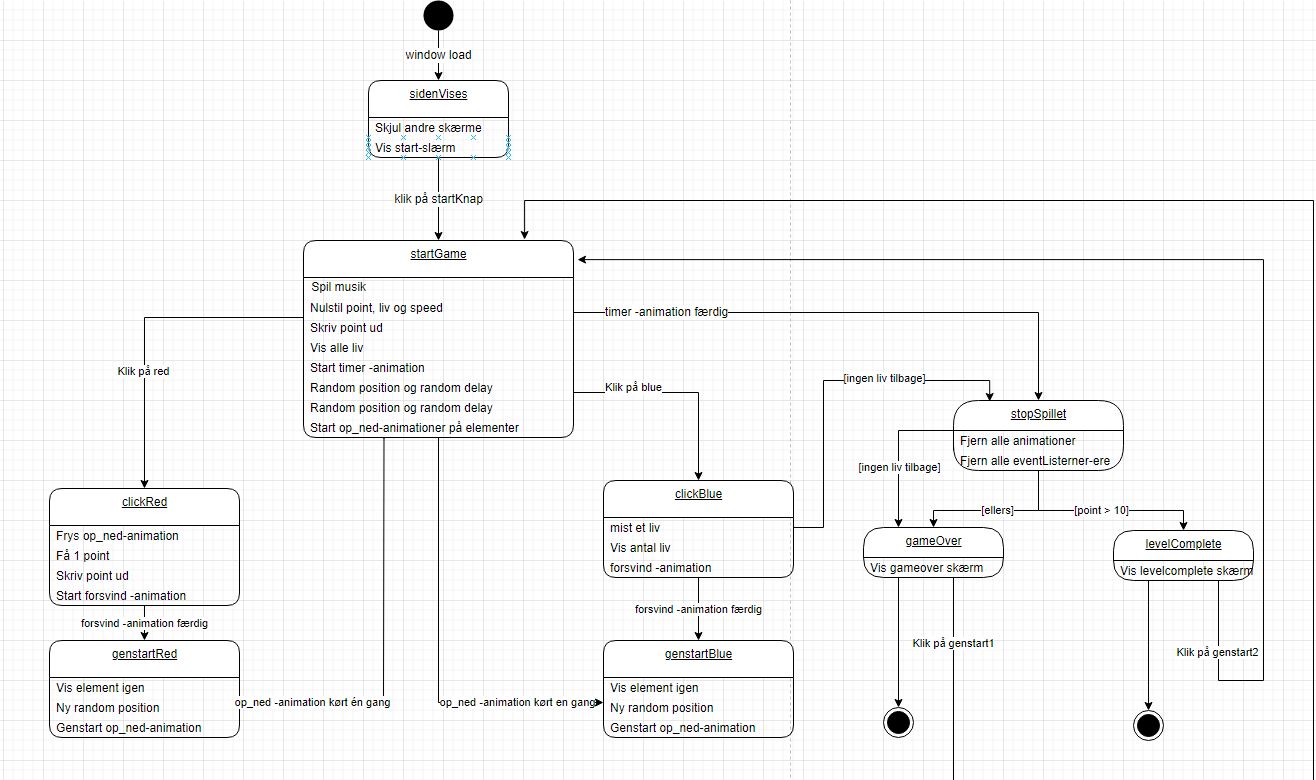 window load
sidenVises
Skjul andre skærme
Vis start-slærm
klik på startKnap
startGame
Spil musik
Nulstil point, liv og speed
Skriv point ud
Vis alle liv
Start timer -animation
Random position og random delay
Random position og random delay
Start op_ned-animationer på elementer
timer -animation færdig
Klik på red
Klik på blue
[ingen liv tilbage]
stopSpillet
Fjern alle animationer
Fjern alle eventListerner-ere
[ingen liv tilbage]
[ellers]
[point > 10]
clickRed
Frys op_ned-animation
Få 1 point
Skriv point ud
Start forsvind -animation
clickBlue
mist et liv
Vis antal liv
forsvind -animation
gameOver
Vis gameover skærm
levelComplete
Vis levelcomplete skærm
forsvind -animation færdig
forsvind -animation færdig
Klik på genstart1
Klik på genstart2
genstartRed
Vis element igen
Ny random position
Genstart op_ned-animation
op_ned -animation kørt én gang
op_ned -animation kørt en gang
genstartBlue
Vis element igen
Ny random position
Genstart op_ned-animation